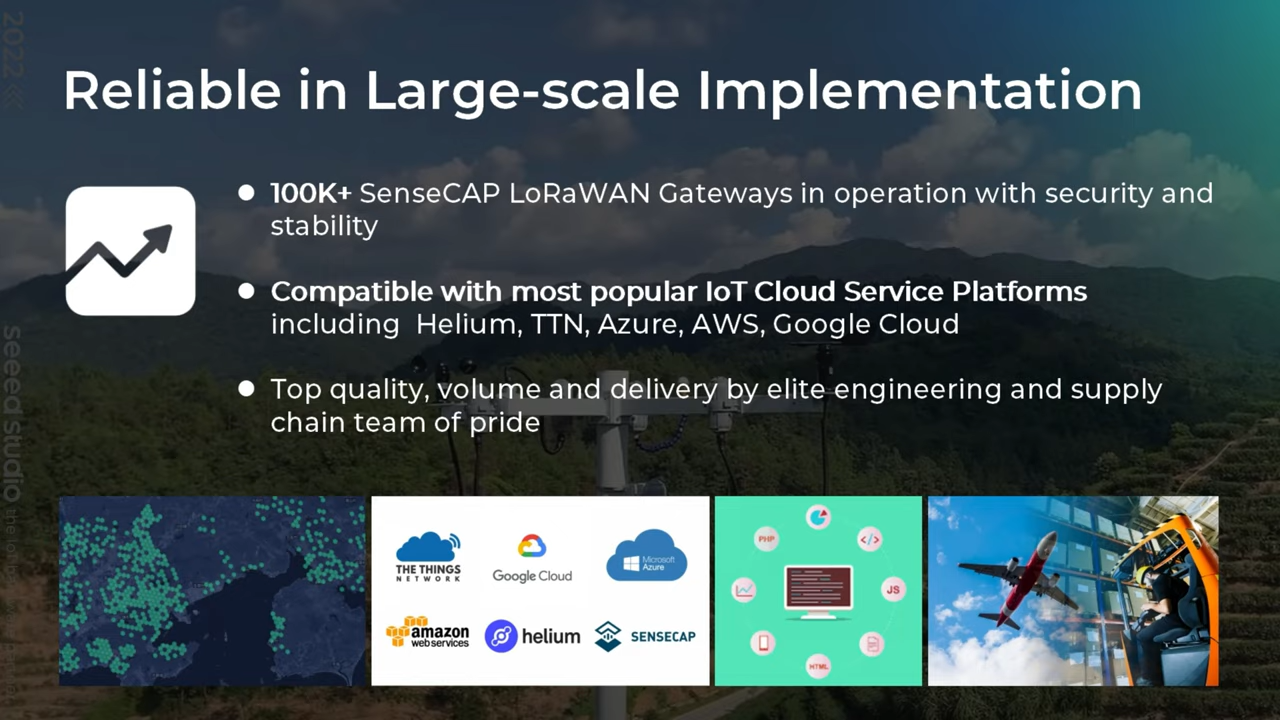 2022 «
seeed studio
Reliable in Large-scale Implementation
100K+ SenseCAP LoRaWAN Gateways in operation with security and
stability
Compatible with most popular IoT Cloud Service Platforms
including  Helium, TTN, Azure, AWS, Google Cloud
Top quality, volume and delivery by elite engineering and supply
chain team of pride
THE THINGS
NETWORK
Google Cloud
Microsoft
Azure
amazon
webservices
helium
SENSECAP
PHP
</>
JS
HTML